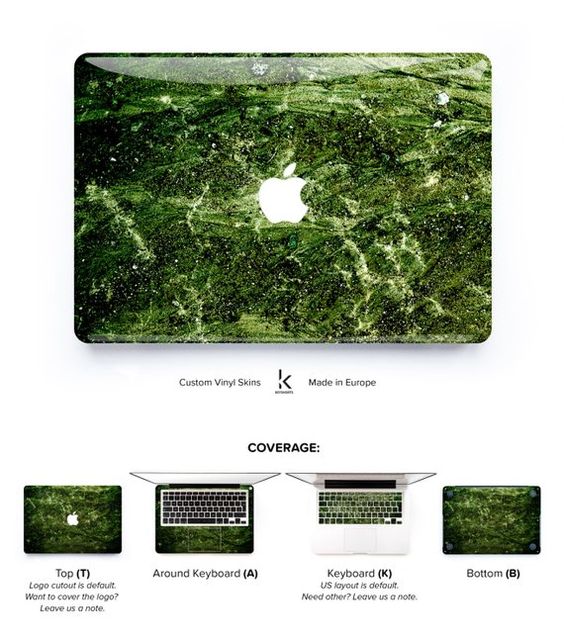 Custom Vinyl Skins
K
KEYSHORTS
Made in Europe
COVERAGE:
Top (T)
Logo cutout is default.
Want to cover the logo?
Leave us a note.
Around Keyboard (A)
Keyboard (K)
US layout is default.
Need other? Leave us a note.
Bottom (B)